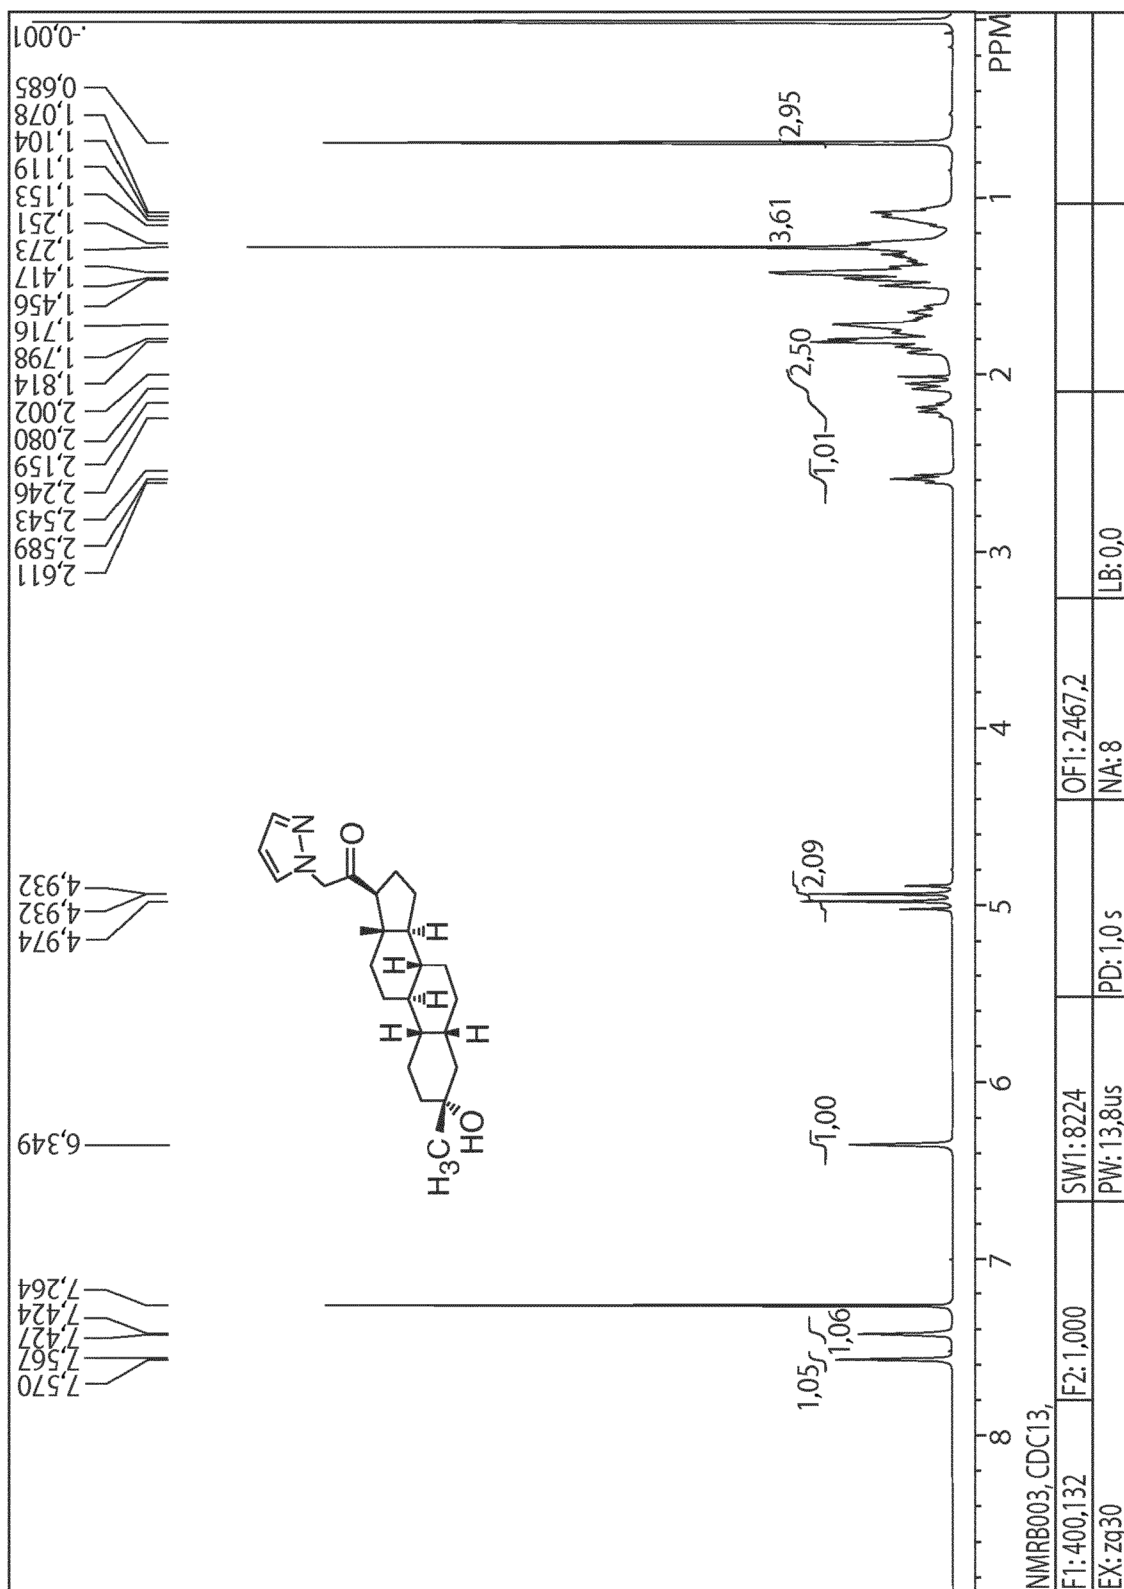 7,570
7,567
7,427
7,424
7,264
6,349
4,974
4,932
4,932
2,611
2,589
2,543
2,246
2,159
2,080
2,002
1,814
1,798
1,716
1,456
1,417
1,273
1,251
1,153
1,119
1,104
1,078
0,685
-0,001
N
N
O
H
H
H
H
H
H3C
HO
1,05
1,06
1,00
2,09
1,01
2,50
3,61
2,95
8
7
6
5
4
3
2
1
PPM
NMRB003, CDC13,
F1: 400,132
F2: 1,000
SW1: 8224
OF1: 2467,2
EX: zq30
PW: 13,8us
PD: 1,0 s
NA: 8
LB: 0,0